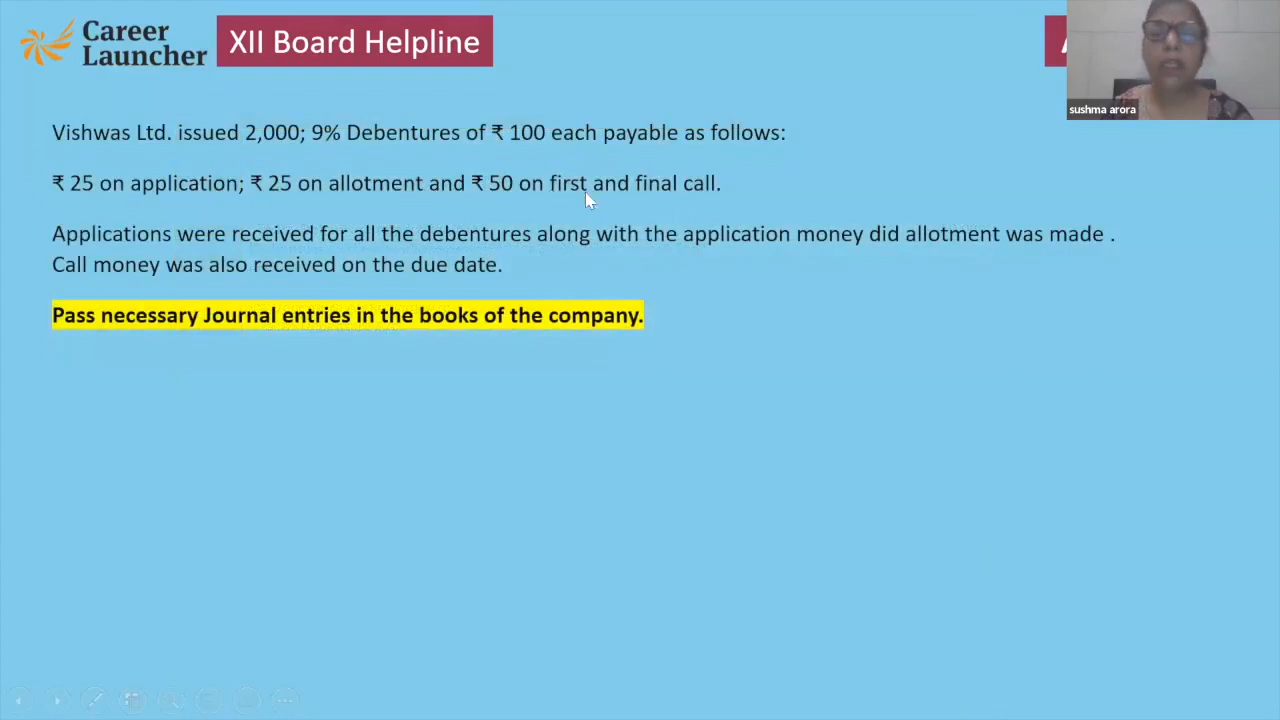 Career
Launcher
XII Board Helpline
sushma arora
Vishwas Ltd. issued 2,000; 9% Debentures of ₹ 100 each payable as follows:
₹ 25 on application; ₹ 25 on allotment and ₹ 50 on first and final call.
Applications were received for all the debentures along with the application money did allotment was made .
Call money was also received on the due date.
Pass necessary Journal entries in the books of the company.